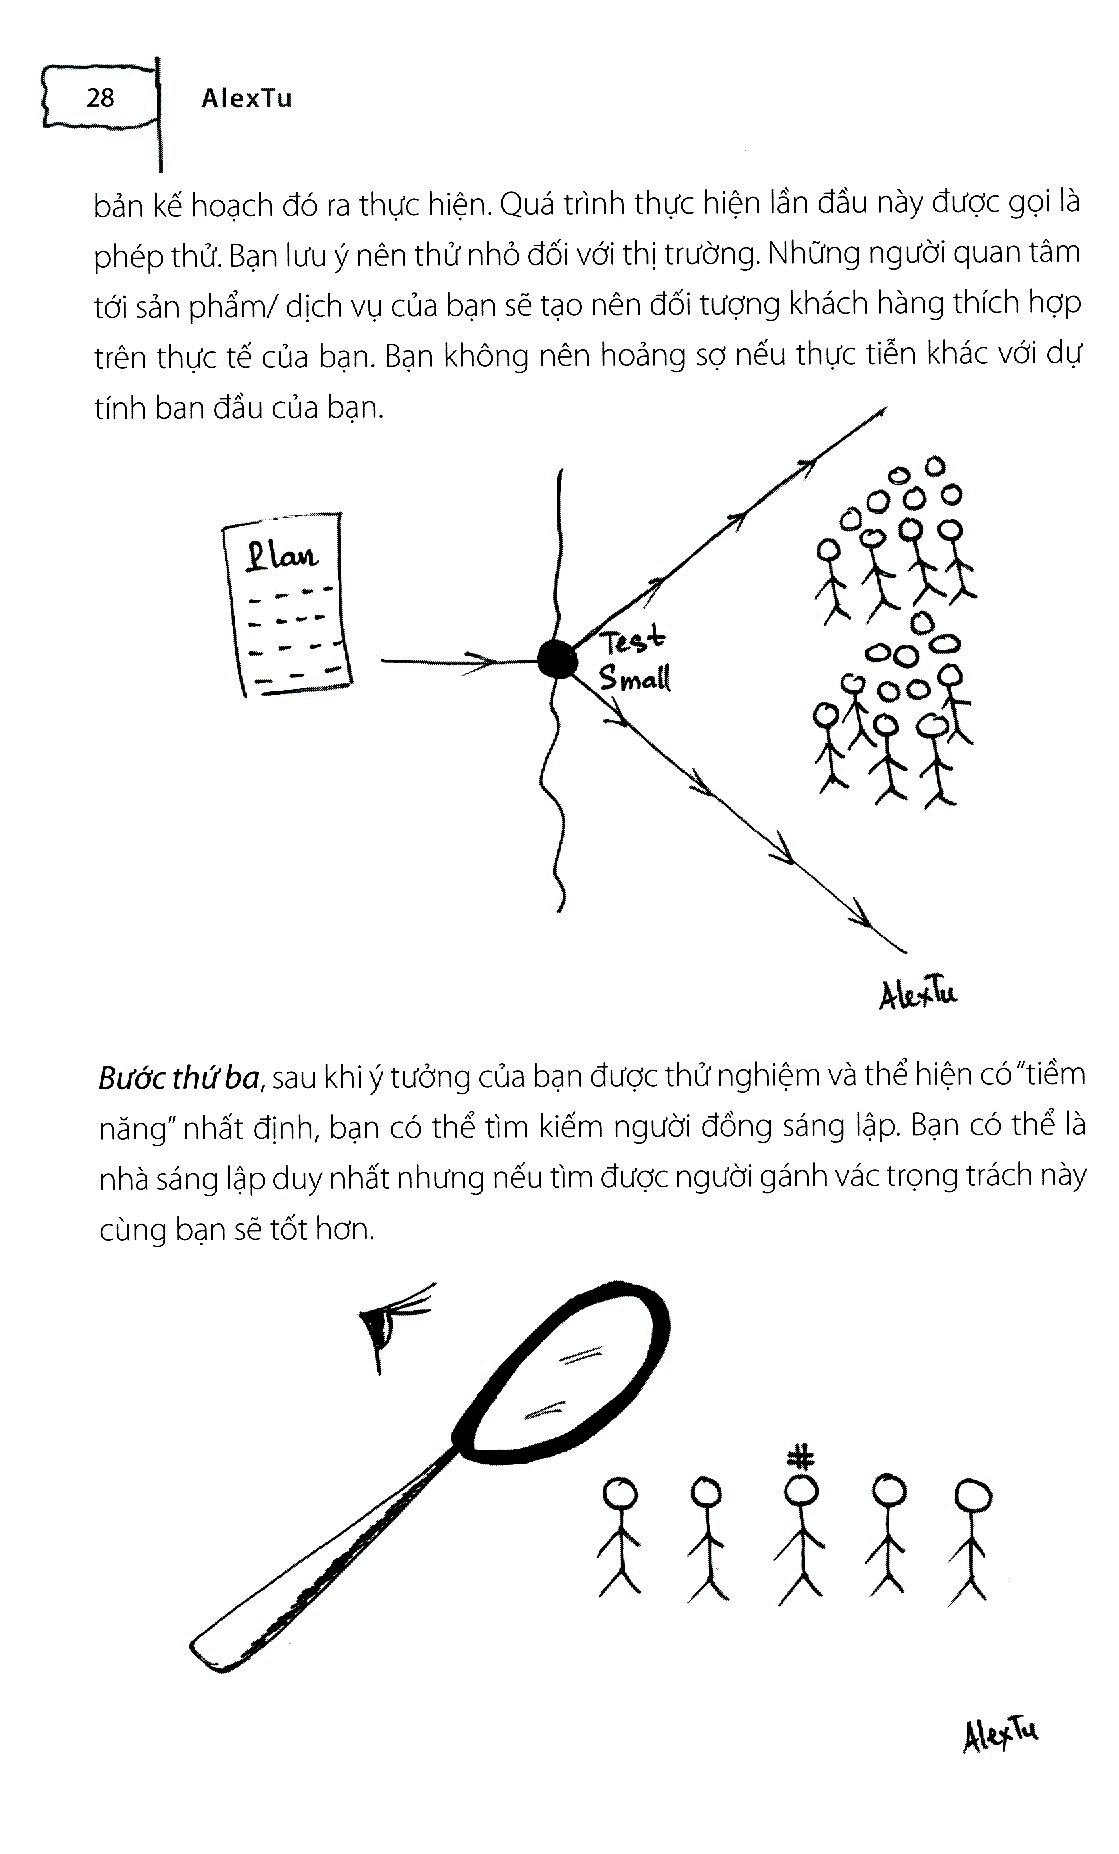 28
AlexTu
bản kế hoạch đó ra thực hiện. Quá trình thực hiện lần đầu này được gọi là
phép thử. Bạn lưu ý nên thử nhỏ đối với thị trường. Những người quan tâm
tới sản phẩm/ dịch vụ của bạn sẽ tạo nên đối tượng khách hàng thích hợp
trên thực tế của bạn. Bạn không nên hoảng sợ nếu thực tiễn khác với dự
tính ban đầu của bạn.
Plan
Test
Small
AlexTu
Bước thứ ba, sau khi ý tưởng của bạn được thử nghiệm và thể hiện có "tiềm
năng" nhất định, bạn có thể tìm kiếm người đồng sáng lập. Bạn có thể là
nhà sáng lập duy nhất nhưng nếu tìm được người gánh vác trọng trách này
cùng bạn sẽ tốt hơn.
#
AlexTu